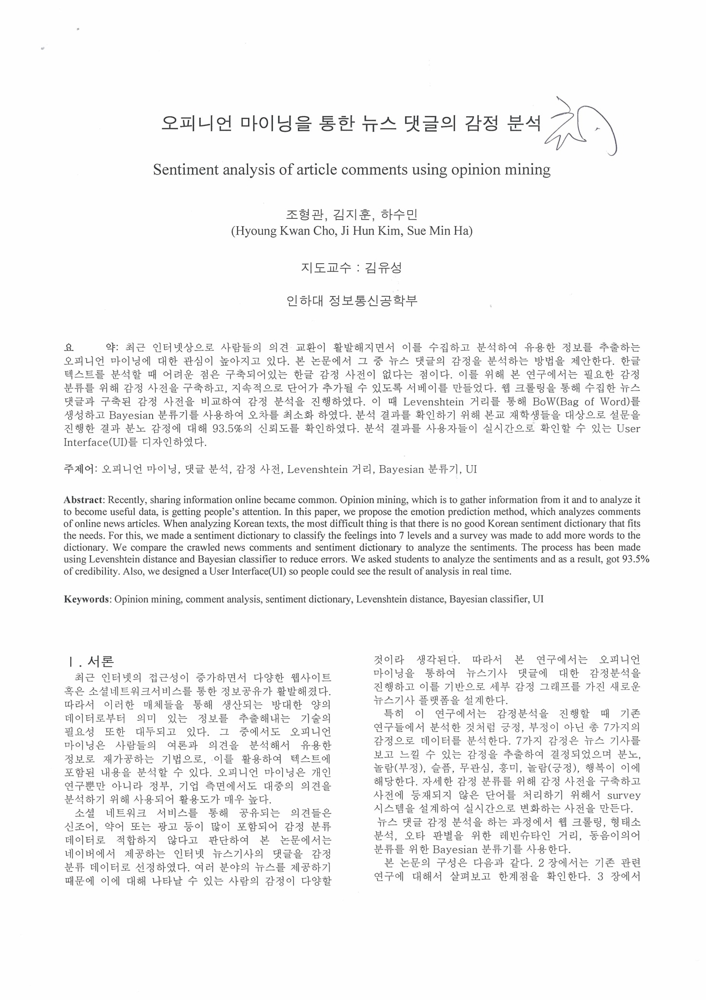 오피니언 마이닝을 통한 뉴스 댓글의 감정 분석
Sentiment analysis of article comments using opinion mining
조형관, 김지훈, 하수민
(Hyoung Kwan Cho, Ji Hun Kim, Sue Min Ha)
지도교수 : 김유성
인하대 정보통신공학부
요 약: 최근 인터넷상으로 사람들의 의견 교환이 활발해지면서 이를 수집하고 분석하여 유용한 정보를 추출하는
오피니언 마이닝에 대한 관심이 높아지고 있다. 본 논문에서 그 중 뉴스 댓글의 감정을 분석하는 방법을 제안한다. 한글
텍스트를 분석할 때 어려운 점은 구축되어있는 한글 감정 사전이 없다는 점이다. 이를 위해 본 연구에서는 필요한 감정
분류를 위해 감정 사전을 구축하고, 지속적으로 단어가 추가될 수 있도록 서베이를 만들었다. 웹 크롤링을 통해 수집한 뉴스
댓글과 구축된 감정 사전을 비교하여 감정 분석을 진행하였다. 이 때 Levenshtein 거리를 통해 BoW(Bag of Word)를
생성하고 Bayesian 분류기를 사용하여 오차를 최소화 하였다. 분석 결과를 확인하기 위해 본교 재학생들을 대상으로 설문을
진행한 결과 분노 감정에 대해 93.5%의 신뢰도를 확인하였다. 분석 결과를 사용자들이 실시간으로 확인할 수 있는 User
Interface(UI)를 디자인하였다.
주제어: 오피니언 마이닝, 댓글 분석, 감정 사전, Levenshtein 거리, Bayesian 분류기, UI
Abstract: Recently, sharing information online became common. Opinion mining, which is to gather information from it and to analyze it
to become useful data, is getting people's attention. In this paper, we propose the emotion prediction method, which analyzes comments
of online news articles. When analyzing Korean texts, the most difficult thing is that there is no good Korean sentiment dictionary that fits
the needs. For this, we made a sentiment dictionary to classify the feelings into 7 levels and a survey was made to add more words to the
dictionary. We compare the crawled news comments and sentiment dictionary to analyze the sentiments. The process has been made
using Levenshtein distance and Bayesian classifier to reduce errors. We asked students to analyze the sentiments and as a result, got 93.5%
of credibility. Also, we designed a User Interface(UI) so people could see the result of analysis in real time.
Keywords: Opinion mining, comment analysis, sentiment dictionary, Levenshtein distance, Bayesian classifier, UI
Ⅰ. 서론
최근 인터넷의 접근성이 증가하면서 다양한 웹사이트
혹은 소셜네트워크서비스를 통한 정보공유가 활발해졌다.
따라서 이러한 매체들을 통해 생산되는 방대한 양의
데이터로부터 의미 있는 정보를 추출해내는 기술의
필요성 또한 대두되고 있다. 그 중에서도 오피니언
마이닝은 사람들의 여론과 의견을 분석해서 유용한
정보로 재가공하는 기법으로, 이를 활용하여 텍스트에
포함된 내용을 분석할 수 있다. 오피니언 마이닝은 개인
연구뿐만 아니라 정부, 기업 측면에서도 대중의 의견을
분석하기 위해 사용되어 활용도가 매우 높다.
소셜 네트워크 서비스를 통해 공유되는 의견들은
신조어, 약어 또는 광고 등이 많이 포함되어 감정 분류
데이터로 적합하지 않다고 판단하여 본 논문에서는
네이버에서 제공하는 인터넷 뉴스기사의 댓글을 감정
분류 데이터로 선정하였다. 여러 분야의 뉴스를 제공하기
때문에 이에 대해 나타날 수 있는 사람의 감정이 다양할
것이라 생각된다. 따라서 본 연구에서는 오피니언
마이닝을 통하여 뉴스기사 댓글에 대한 감정분석을
진행하고 이를 기반으로 세부 감정 그래프를 가진 새로운
뉴스기사 플랫폼을 설계한다.
특히 이 연구에서는 감정분석을 진행할 때 기존
연구들에서 분석한 것처럼 긍정, 부정이 아닌 총 7가지의
감정으로 데이터를 분석한다. 7가지 감정은 뉴스 기사를
보고 느낄 수 있는 감정을 추출하여 결정되었으며 분노,
놀람(부정), 슬픔, 무관심, 흥미, 놀람(긍정), 행복이 이에
해당한다. 자세한 감정 분류를 위해 감정 사전을 구축하고
사전에 등재되지 않은 단어를 처리하기 위해서 survey
시스템을 설계하여 실시간으로 변화하는 사전을 만든다.
뉴스 댓글 감정 분석을 하는 과정에서 웹 크롤링, 형태소
분석, 오타 판별을 위한 레빈슈타인 거리, 동음이의어
분류를 위한 Bayesian 분류기를 사용한다.
본 논문의 구성은 다음과 같다. 2 장에서는 기존 관련
연구에 대해서 살펴보고 한계점을 확인한다. 3 장에서